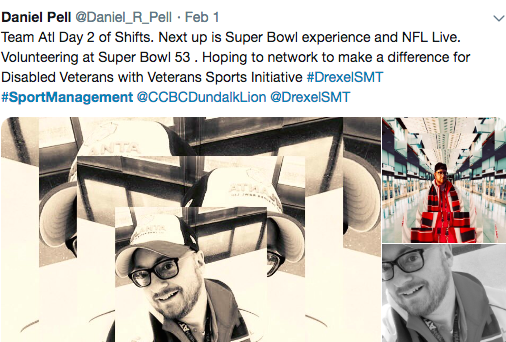 Daniel Pell @Daniel_R_Pell · Feb 1
Team Atl Day 2 of Shifts. Next up is Super Bowl experience and NFL Live.
Volunteering at Super Bowl 53 . Hoping to network to make a difference for
Disabled Veterans with Veterans Sports Initiative #DrexelSMT
#SportManagement @CCBCDundalkLion @DrexelSMT